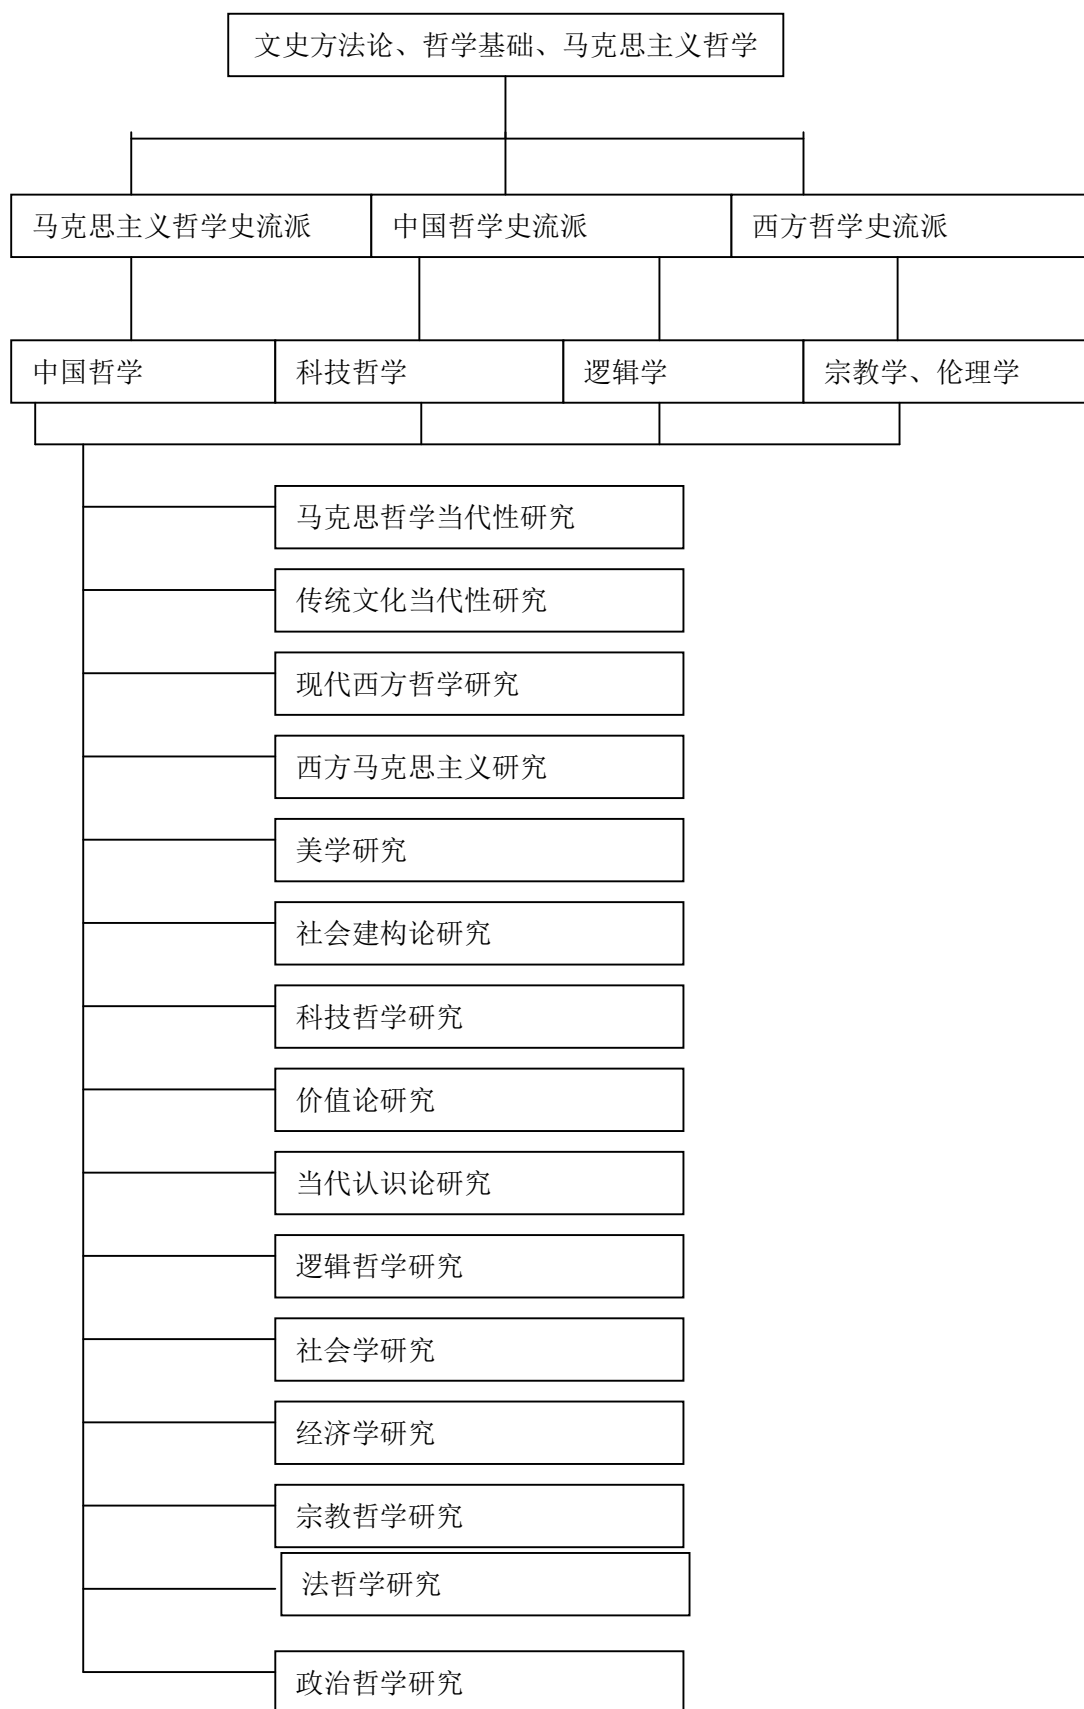 文史方法论、哲学基础、马克思主义哲学
马克思主义哲学史流派
中国哲学史流派
西方哲学史流派
中国哲学
科技哲学
逻辑学
宗教学、伦理学
马克思哲学当代性研究
传统文化当代性研究
现代西方哲学研究
西方马克思主义研究
美学研究
社会建构论研究
科技哲学研究
价值论研究
当代认识论研究
逻辑哲学研究
社会学研究
经济学研究
宗教哲学研究
法哲学研究
政治哲学研究